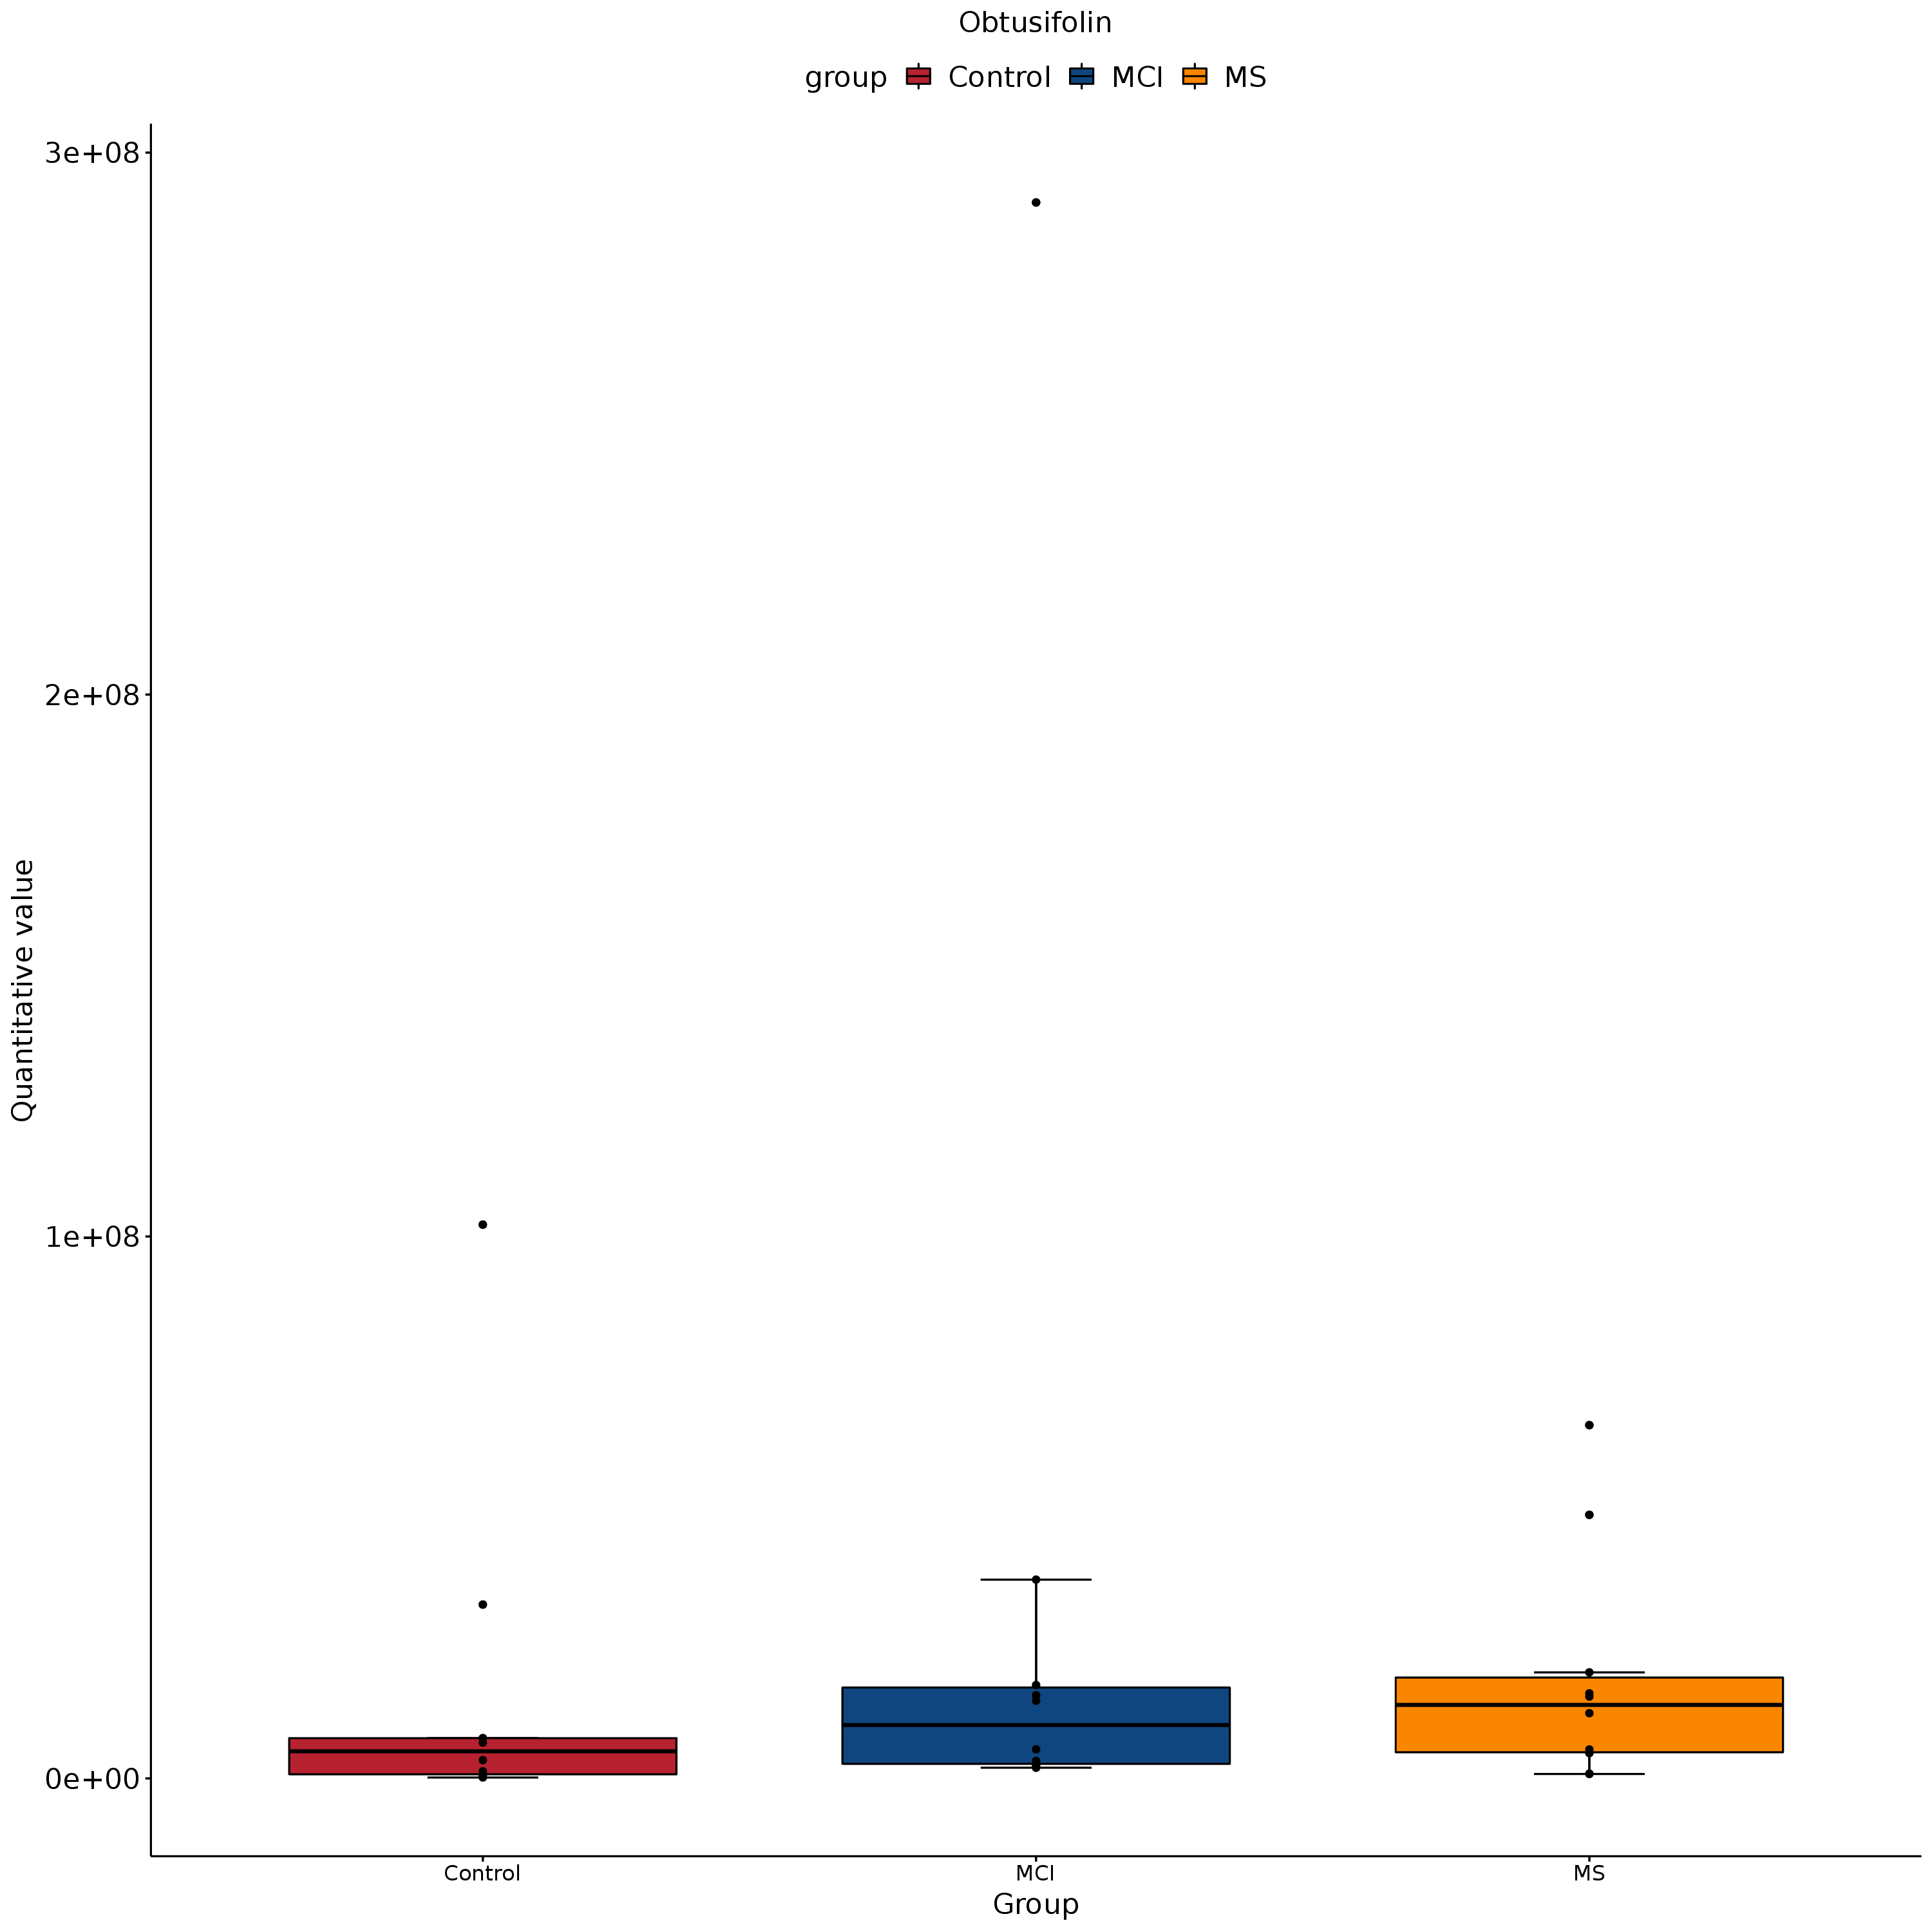 Obtusifolin
group Control MCI MS
3e+08
2e+08
1e+08
0e+00
Quantitative value
Control MCI MS
Group